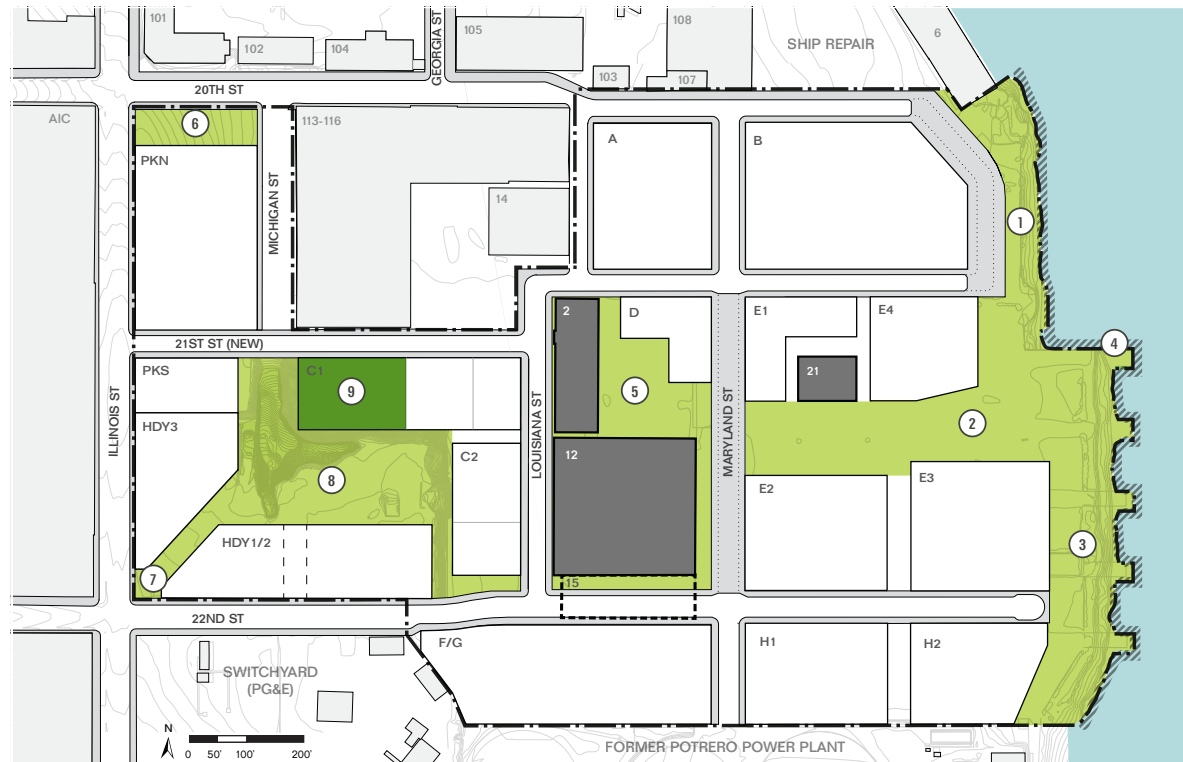 101
102
104
GEORGIA ST
105
108
6
SHIP REPAIR
103
107
20TH ST
AIC
6
PKN
MICHIGAN ST
113-116
14
A
B
1
21ST ST (NEW)
2
D
E1
E4
4
PKS
C1
9
5
21
ILLINOIS ST
HDY3
LOUISIANA ST
MARYLAND ST
2
12
C2
8
E2
E3
HDY1/2
3
7
15
22ND ST
F/G
H1
H2
SWITCHYARD
(PG&E)
N
0 50' 100' 200'
FORMER POTRERO POWER PLANT